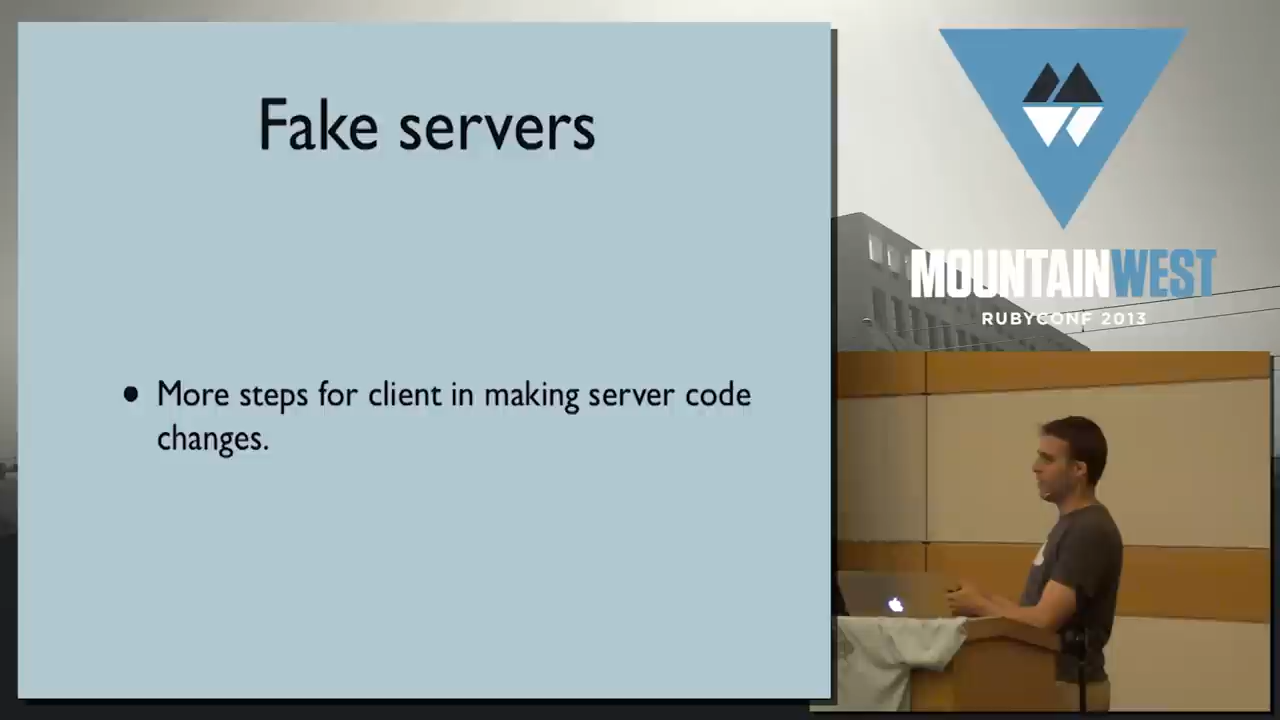 Fake servers
• More steps for client in making server code
changes.
MOUNTAINWEST
RUBYCONF 2013